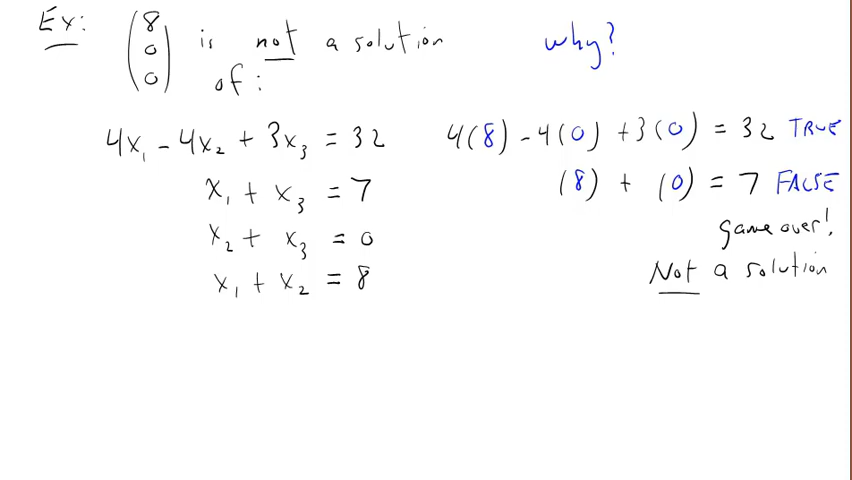 Ex: (8 0 0) is not a solution of: why?
4x₁ - 4x₂ + 3x₃ = 32
x₁ + x₃ = 7
x₂ + x₃ = 0
x₁ + x₂ = 8
4(8) - 4(0) + 3(0) = 32 TRUE
(8) + (0) = 7 FALSE
game over!
Not a solution